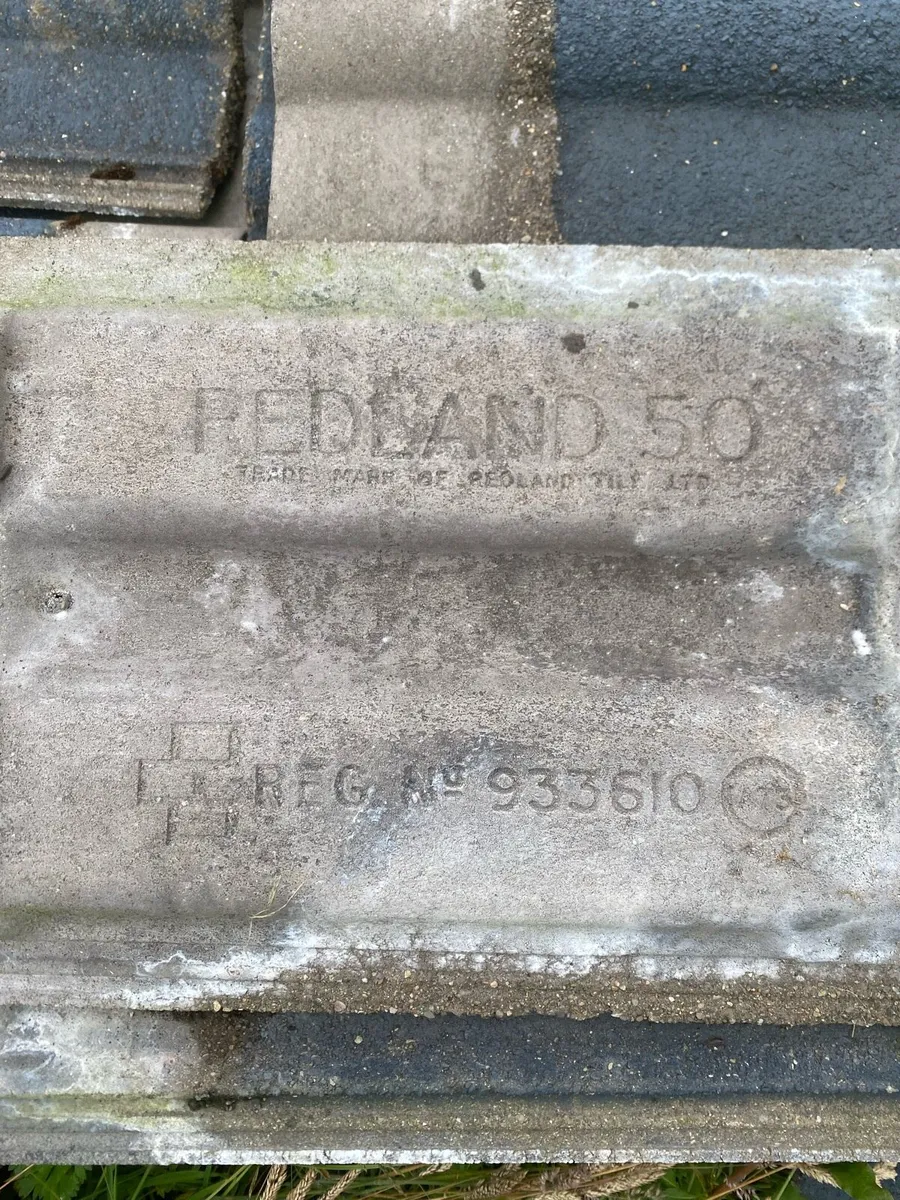 REDLAND 50
TRADE MARK OF REDLAND TILE LTD
REG Nº 933610